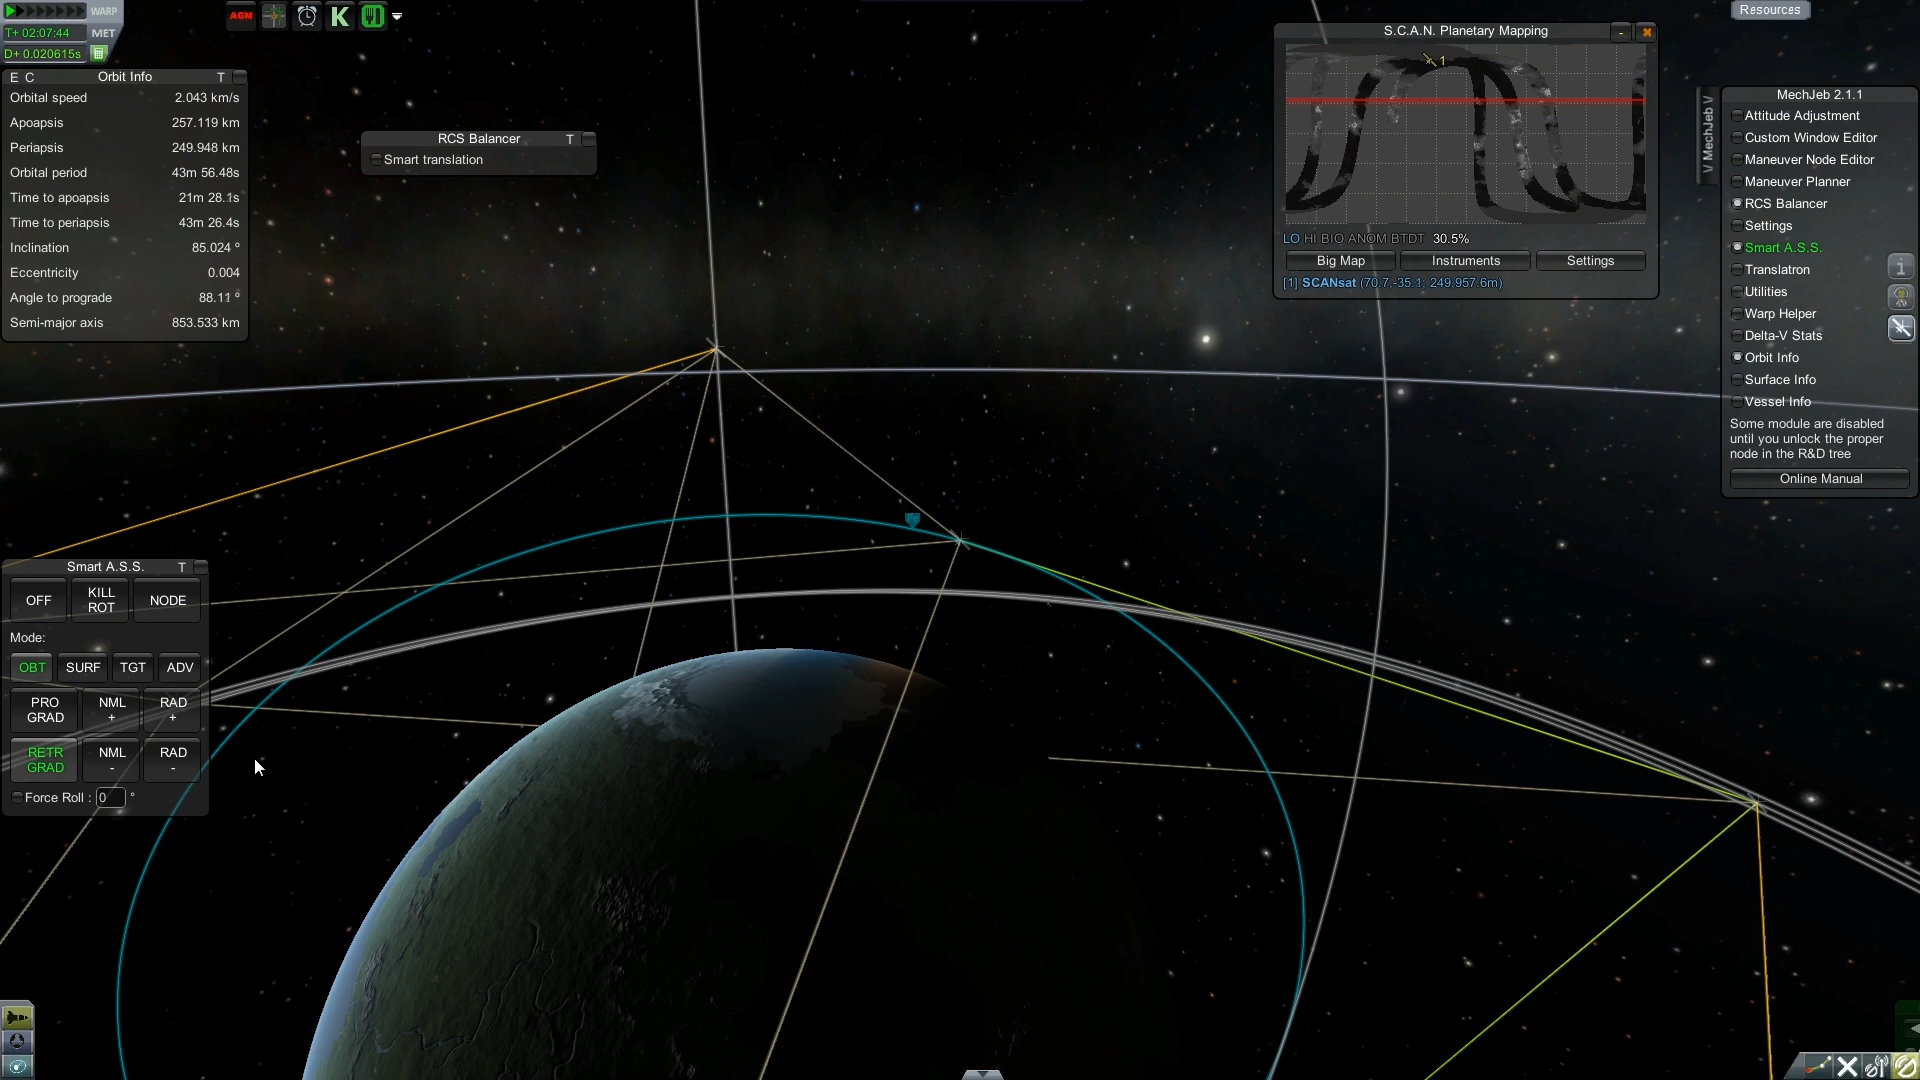 WARP
T+ 02:07:44 MET
D+ 0.020615s
AGM
K
Resources
E C Orbit Info T
Orbital speed 2.043 km/s
Apoapsis 257.119 km
Periapsis 249.948 km
Orbital period 43m 56.48s
Time to apoapsis 21m 28.1s
Time to periapsis 43m 26.4s
Inclination 85.024 º
Eccentricity 0.004
Angle to prograde 88.11 º
Semi-major axis 853.533 km
RCS Balancer T
Smart translation
S.C.A.N. Planetary Mapping
1
LO HI BIO ANOM BTDT 30.5%
Big Map Instruments Settings
[1] SCANsat (70.7,-35.1; 249,957.6m)
V MechJeb V
MechJeb 2.1.1
Attitude Adjustment
Custom Window Editor
Maneuver Node Editor
Maneuver Planner
RCS Balancer
Settings
Smart A.S.S.
Translatron
Utilities
Warp Helper
Delta-V Stats
Orbit Info
Surface Info
Vessel Info
Some module are disabled
until you unlock the proper
node in the R&D tree
Online Manual
Smart A.S.S. T
OFF KILL ROT NODE
Mode:
OBT SURF TGT ADV
PRO GRAD NML + RAD +
RETR GRAD NML - RAD -
Force Roll : 0 °